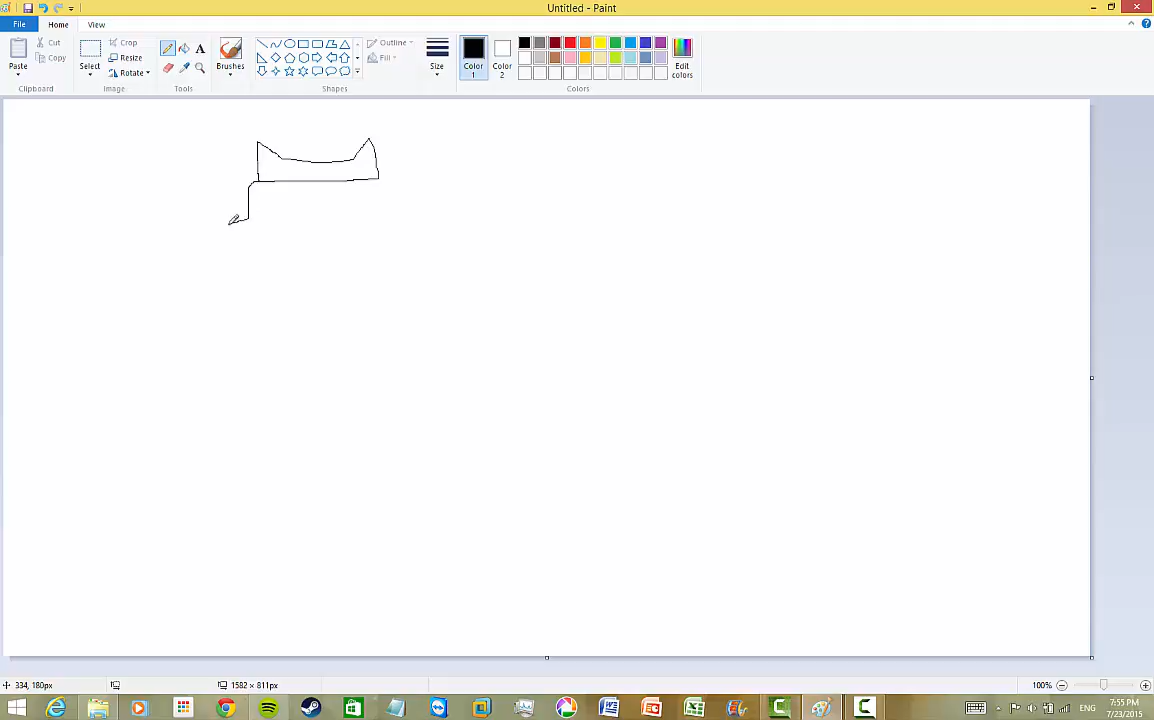 Untitled - Paint
File Home View
Paste
Cut
Copy
Clipboard
Select
Crop
Resize
Rotate
Image
A
Tools
Brushes
Shapes
Outline
Fill
Size
Color 1
Color 2
Edit colors
Colors
334, 180px
1582 × 811px
100%
ENG
7:55 PM
7/23/2015